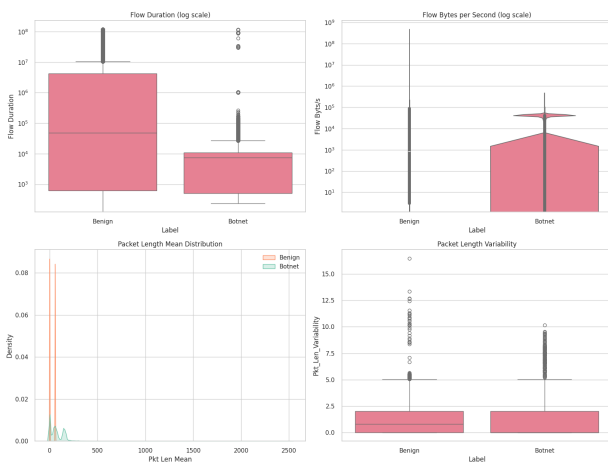 Flow Duration (log scale)
10⁸
10⁷
10⁶
10⁵
10⁴
10³
Flow Duration
Benign
Botnet
Label
Flow Bytes per Second (log scale)
10⁹
10⁸
10⁷
10⁶
10⁵
10⁴
10³
10²
10¹
Flow Bytes/s
Benign
Botnet
Label
Packet Length Mean Distribution
Benign
Botnet
0.08
0.06
0.04
0.02
0.00
Density
0
500
1000
1500
2000
2500
Pkt Len Mean
Packet Length Variability
15.0
12.5
10.0
7.5
5.0
2.5
0.0
Pkt_Len_Variability
Benign
Botnet
Label